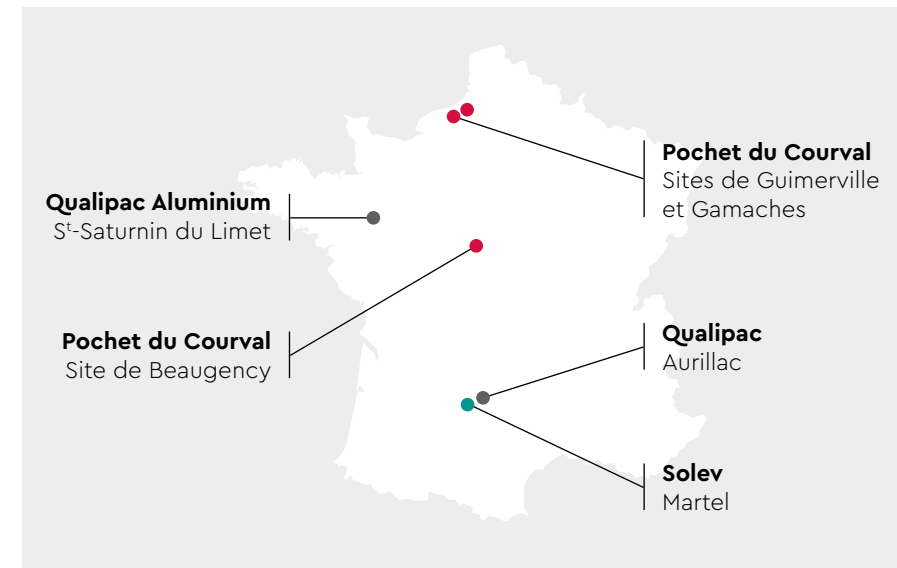 Pochet du Courval
Sites de Guimerville
et Gamaches
Qualipac Aluminium
Sᵗ-Saturnin du Limet
Pochet du Courval
Site de Beaugency
Qualipac
Aurillac
Solev
Martel